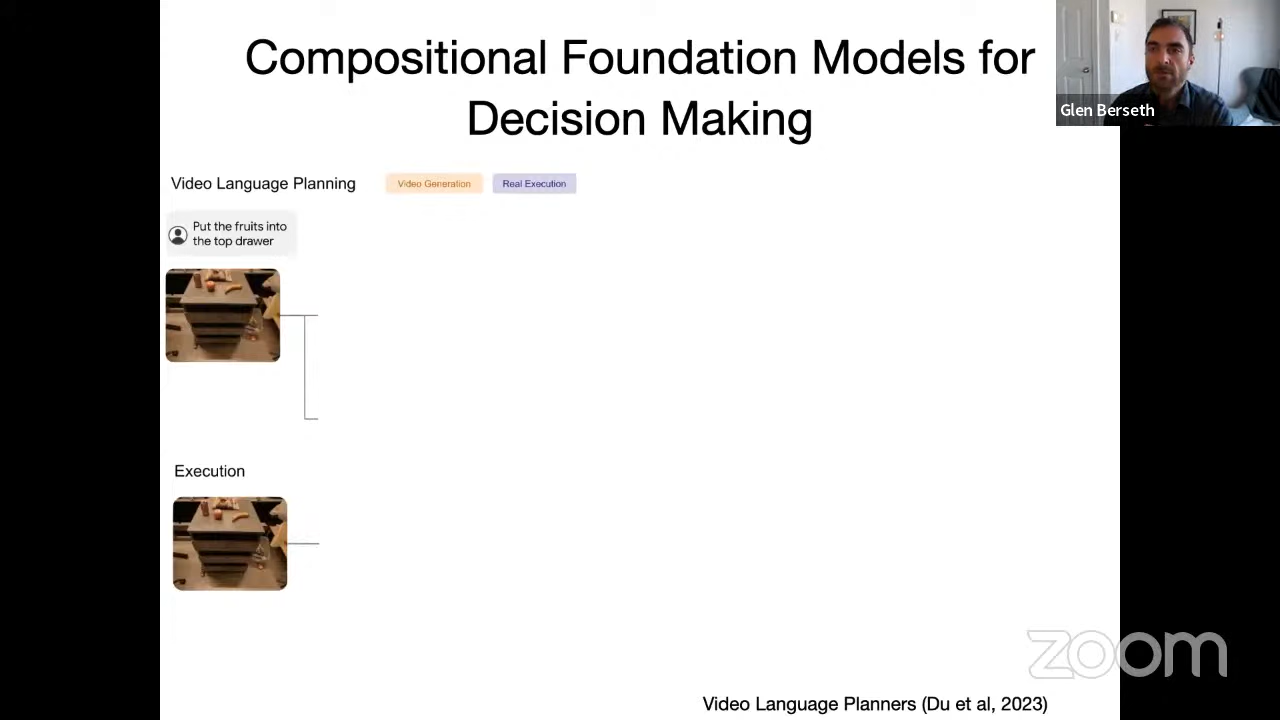 Compositional Foundation Models for
Decision Making
Glen Berseth
Video Language Planning
Video Generation
Real Execution
Put the fruits into
the top drawer
Execution
zoom
Video Language Planners (Du et al, 2023)